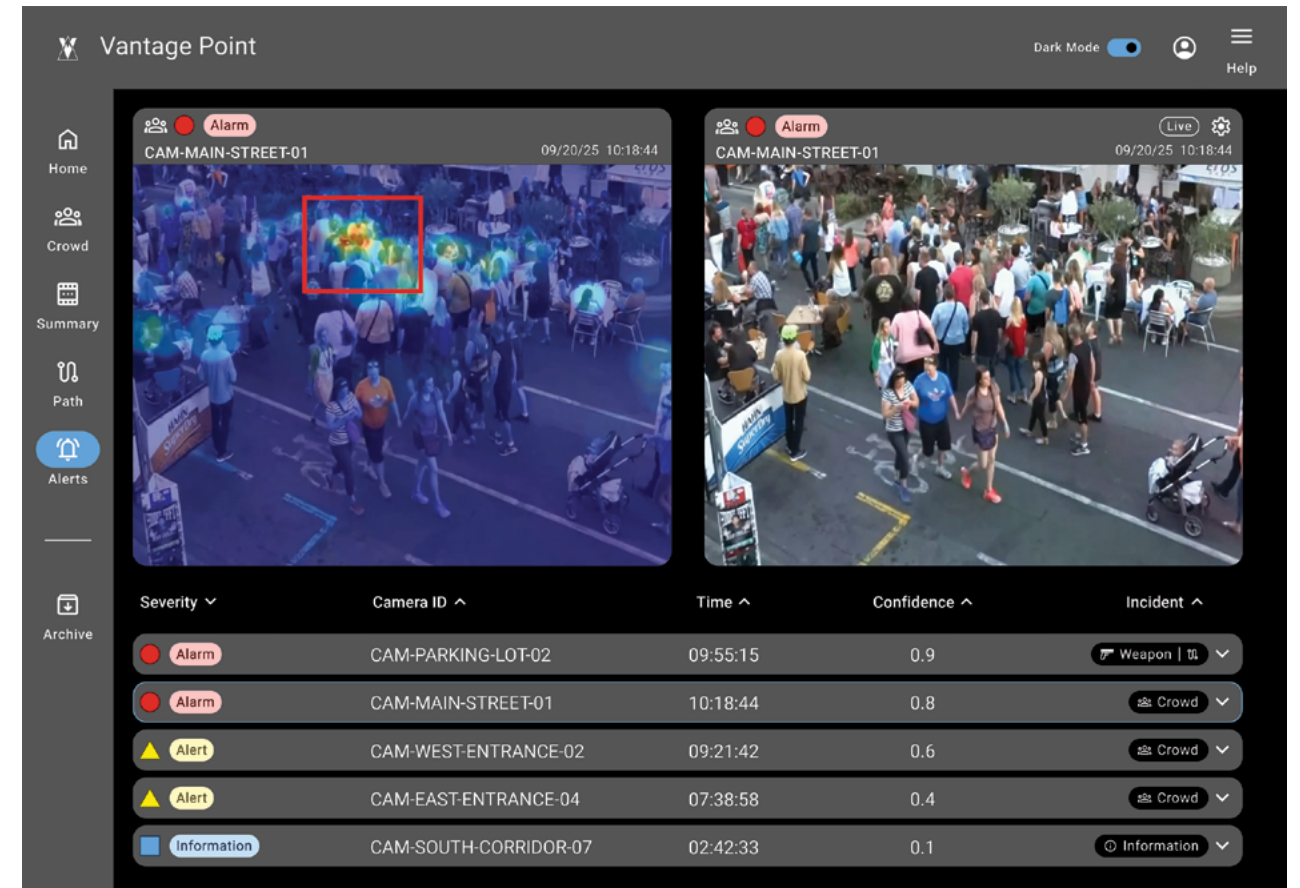 Vantage Point
Dark Mode
Help
Home
Crowd
Summary
Path
Alerts
Archive
Alarm
CAM-MAIN-STREET-01
09/20/25 10:18:44
Alarm
Live
CAM-MAIN-STREET-01
09/20/25 10:18:44
Severity
Camera ID
Time
Confidence
Incident
Alarm CAM-PARKING-LOT-02 09:55:15 0.9 Weapon |
Alarm CAM-MAIN-STREET-01 10:18:44 0.8 Crowd
Alert CAM-WEST-ENTRANCE-02 09:21:42 0.6 Crowd
Alert CAM-EAST-ENTRANCE-04 07:38:58 0.4 Crowd
Information CAM-SOUTH-CORRIDOR-07 02:42:33 0.1 Information